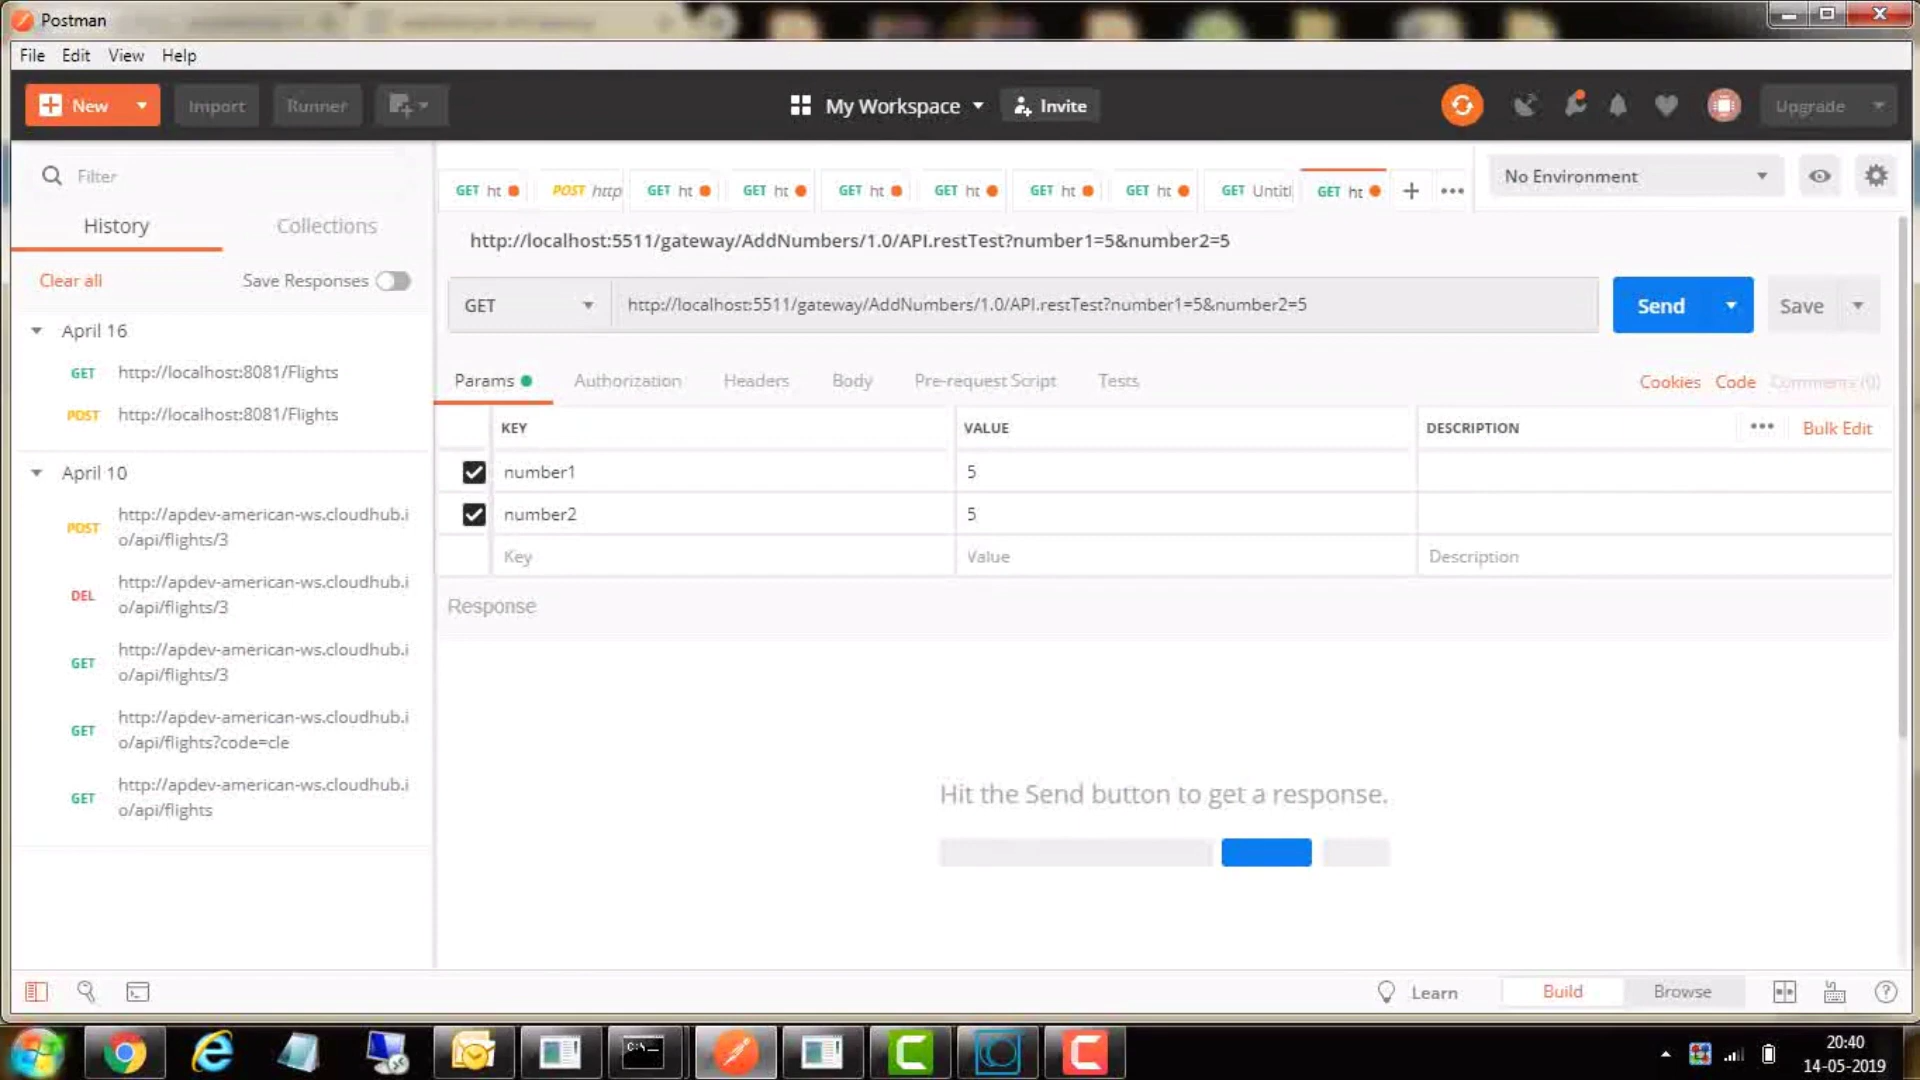 Postman
File Edit View Help
New Import Runner My Workspace Invite Upgrade
Filter
History Collections
Clear all Save Responses
April 16
GET http://localhost:8081/Flights
POST http://localhost:8081/Flights
April 10
POST http://apdev-american-ws.cloudhub.i
o/api/flights/3
DEL http://apdev-american-ws.cloudhub.i
o/api/flights/3
GET http://apdev-american-ws.cloudhub.i
o/api/flights/3
GET http://apdev-american-ws.cloudhub.i
o/api/flights?code=cle
GET http://apdev-american-ws.cloudhub.i
o/api/flights
GET ht POST http GET ht GET ht GET ht GET ht GET ht GET ht GET Untitl GET ht + ••• No Environment
http://localhost:5511/gateway/AddNumbers/1.0/API.restTest?number1=5&number2=5
GET http://localhost:5511/gateway/AddNumbers/1.0/API.restTest?number1=5&number2=5 Send Save
Params Authorization Headers Body Pre-request Script Tests Cookies Code Comments (0)
KEY VALUE DESCRIPTION ••• Bulk Edit
number1 5
number2 5
Key Value Description
Response
Hit the Send button to get a response.
Learn Build Browse
C:\
20:40
14-05-2019